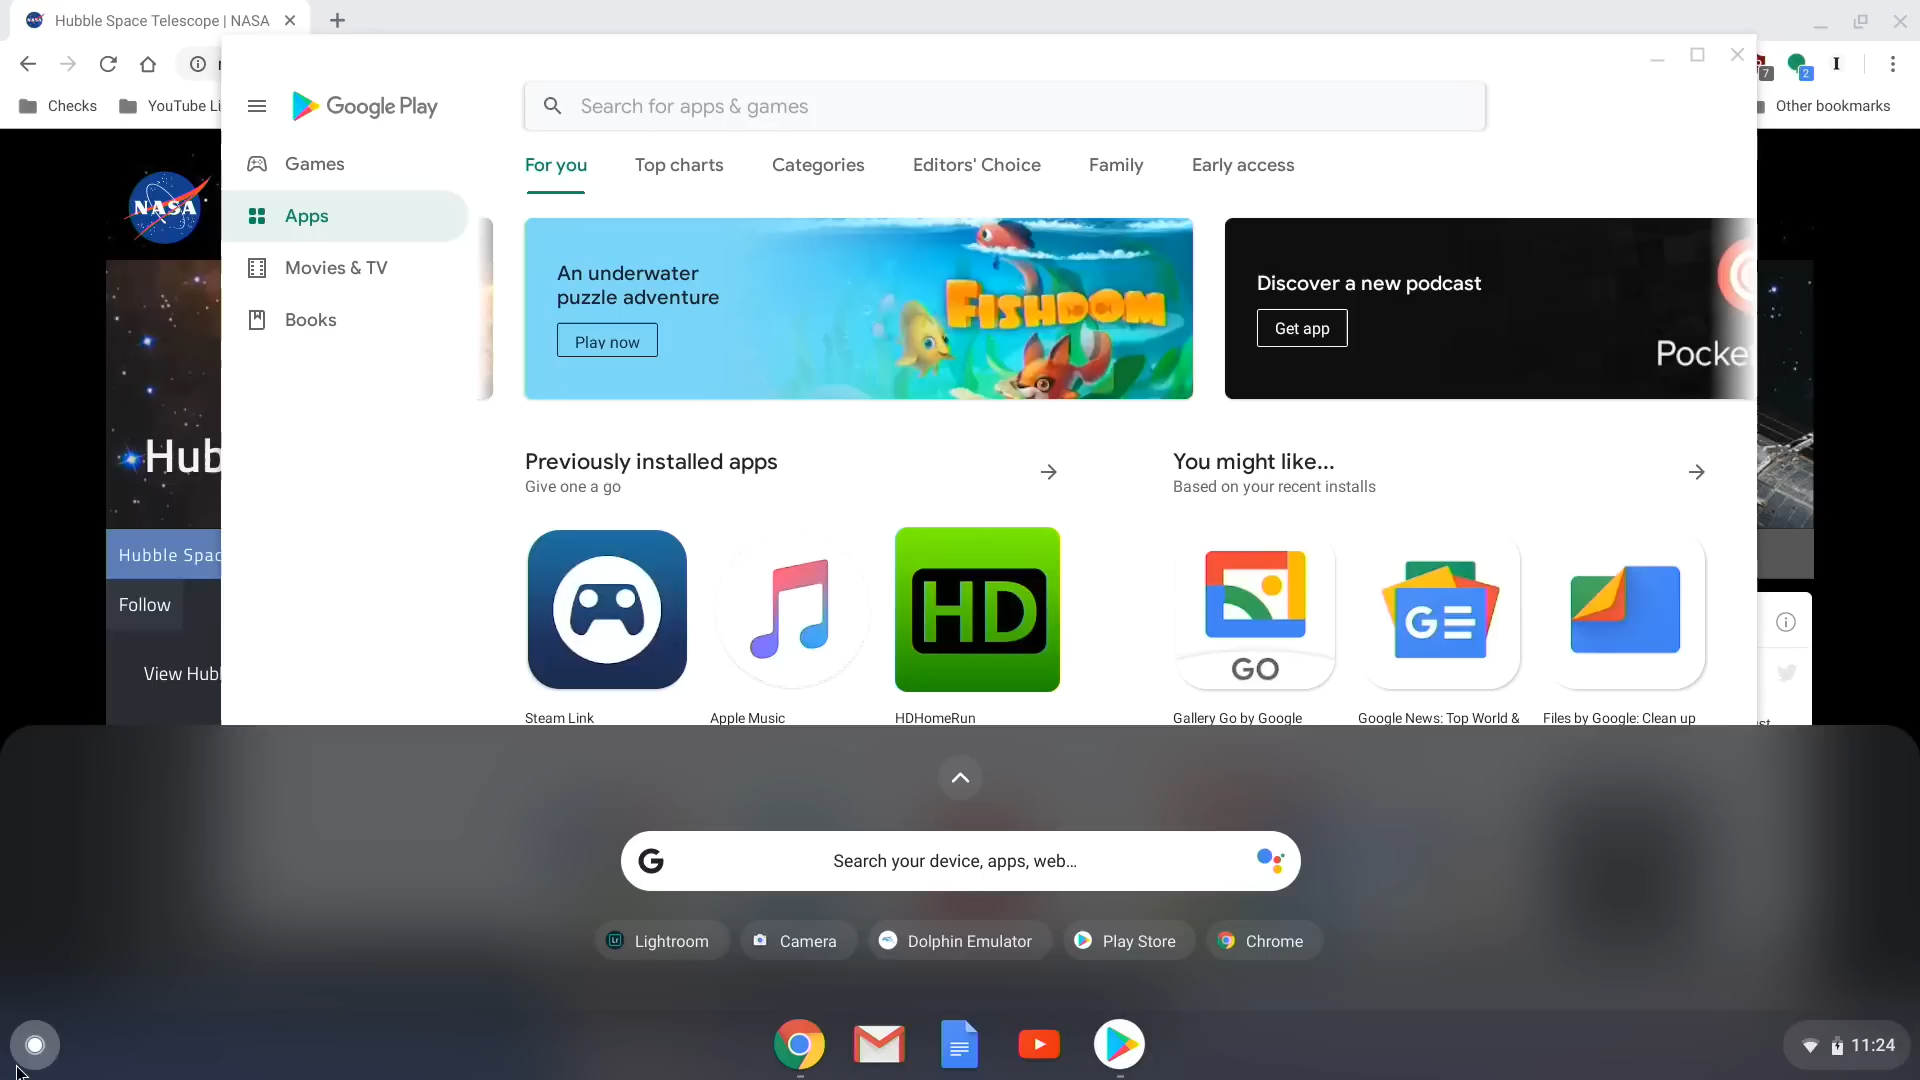 Hubble Space Telescope | NASA
7
2
I
Checks
YouTube Li
Other bookmarks
Google Play
Search for apps & games
Games
Apps
Movies & TV
Books
For you
Top charts
Categories
Editors' Choice
Family
Early access
NASA
An underwater
puzzle adventure
Play now
FISHDOM
Discover a new podcast
Get app
Pocke
Hub
Previously installed apps
Give one a go
You might like...
Based on your recent installs
Hubble Spac
Follow
View Hubl
HD
GO
GE
Steam Link
Apple Music
HDHomeRun
Gallery Go by Google
Google News: Top World &
Files by Google: Clean up
G
Search your device, apps, web...
Lr
Lightroom
Camera
Dolphin Emulator
Play Store
Chrome
11:24